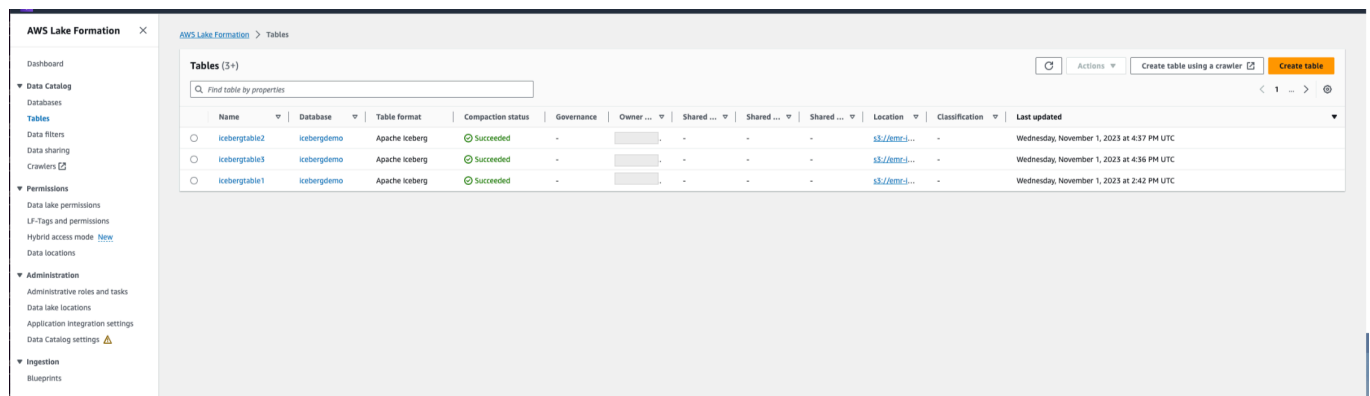 AWS Lake Formation
Dashboard
Data Catalog
Databases
Tables
Data filters
Data sharing
Crawlers
Permissions
Data lake permissions
LF-Tags and permissions
Hybrid access mode New
Data locations
Administration
Administrative roles and tasks
Data lake locations
Application integration settings
Data Catalog settings
Ingestion
Blueprints
AWS Lake Formation > Tables
Tables (3+)
Actions
Create table using a crawler
Create table
Find table by properties
< 1 ... >
Name Database Table format Compaction status Governance Owner ... Shared ... Shared ... Shared ... Location Classification Last updated
icebergtable2 icebergdemo Apache Iceberg Succeeded - . - - - s3://emr-i... - Wednesday, November 1, 2023 at 4:37 PM UTC
icebergtable3 icebergdemo Apache Iceberg Succeeded - . - - - s3://emr-i... - Wednesday, November 1, 2023 at 4:36 PM UTC
icebergtable1 icebergdemo Apache Iceberg Succeeded - . - - - s3://emr-i... - Wednesday, November 1, 2023 at 2:42 PM UTC